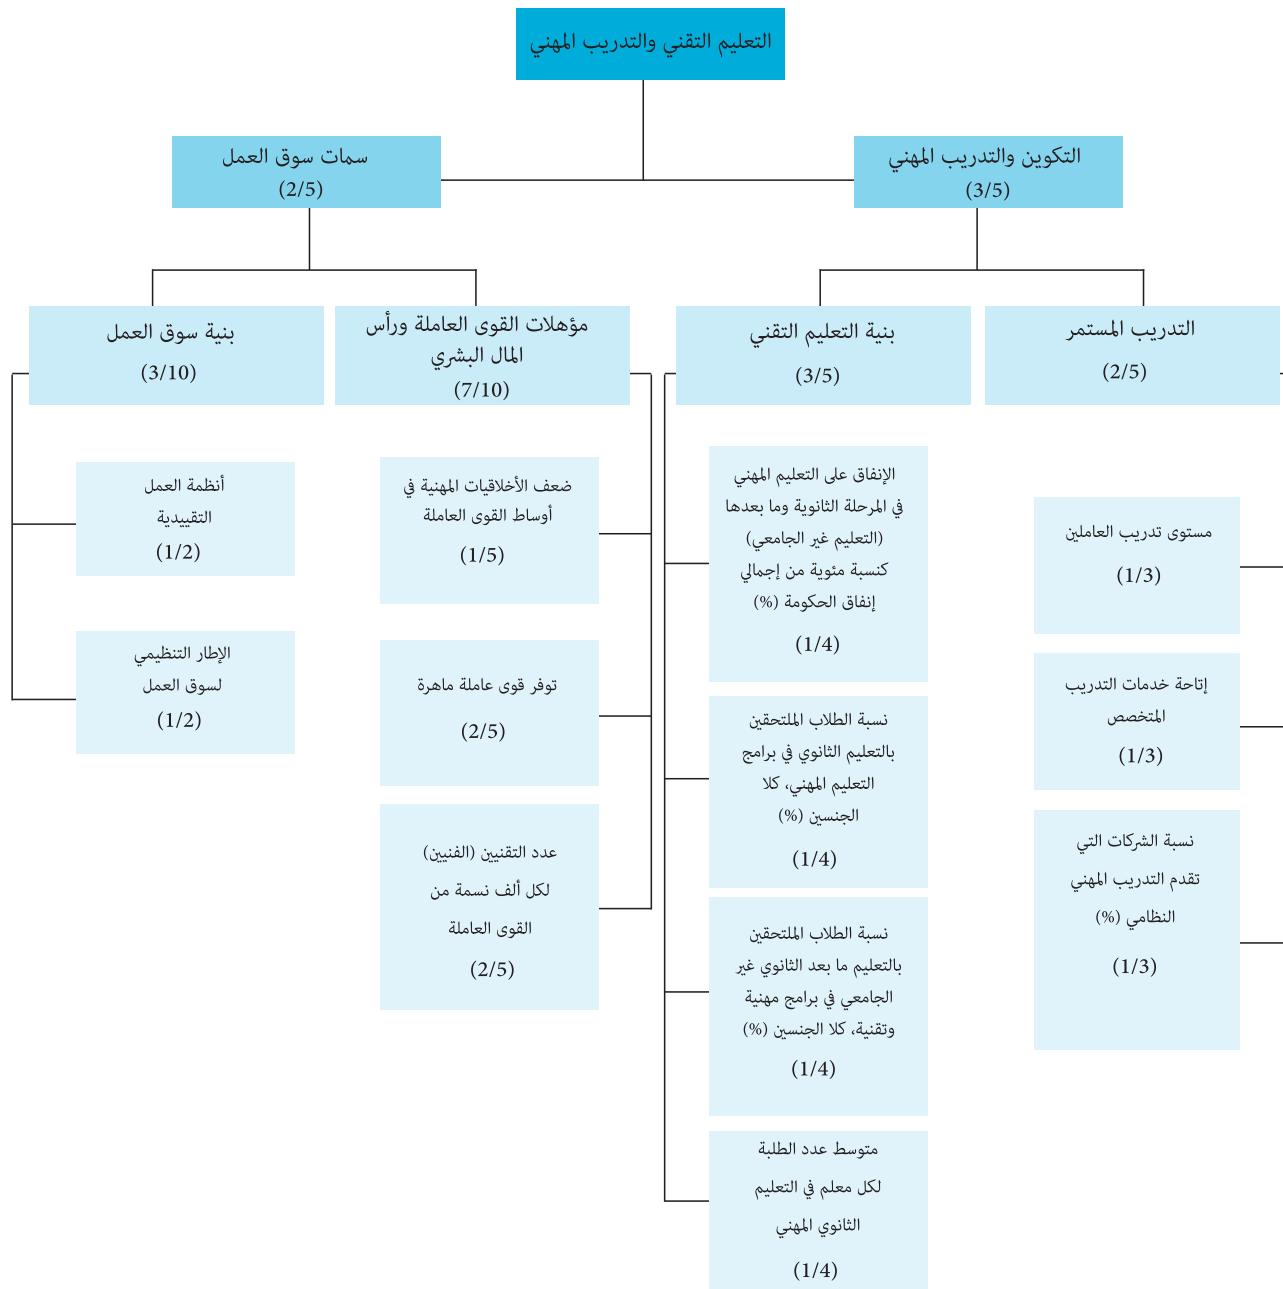 التعليم التقني والتدريب المهني
التكوين والتدريب المهني
(3/5)
سمات سوق العمل
(2/5)
التدريب المستمر
(2/5)
بنية التعليم التقني
(3/5)
مؤهلات القوى العاملة ورأس
المال البشري
(7/10)
بنية سوق العمل
(3/10)
مستوى تدريب العاملين
(1/3)
إتاحة خدمات التدريب
المتخصص
(1/3)
نسبة الشركات التي
تقدم التدريب المهني
النظامي (%)
(1/3)
الإنفاق على التعليم المهني
في المرحلة الثانوية وما بعدها
(التعليم غير الجامعي)
كنسبة مئوية من إجمالي
إنفاق الحكومة (%)
(1/4)
نسبة الطلاب الملتحقين
بالتعليم الثانوي في برامج
التعليم المهني، كلا
الجنسين (%)
(1/4)
نسبة الطلاب الملتحقين
بالتعليم ما بعد الثانوي غير
الجامعي في برامج مهنية
وتقنية، كلا الجنسين (%)
(1/4)
متوسط عدد الطلبة
لكل معلم في التعليم
الثانوي المهني
(1/4)
ضعف الأخلاقيات المهنية في
أوساط القوى العاملة
(1/5)
توفر قوى عاملة ماهرة
(2/5)
عدد التقنيين (الفنيين)
لكل ألف نسمة من
القوى العاملة
(2/5)
أنظمة العمل
التقييدية
(1/2)
الإطار التنظيمي
لسوق العمل
(1/2)